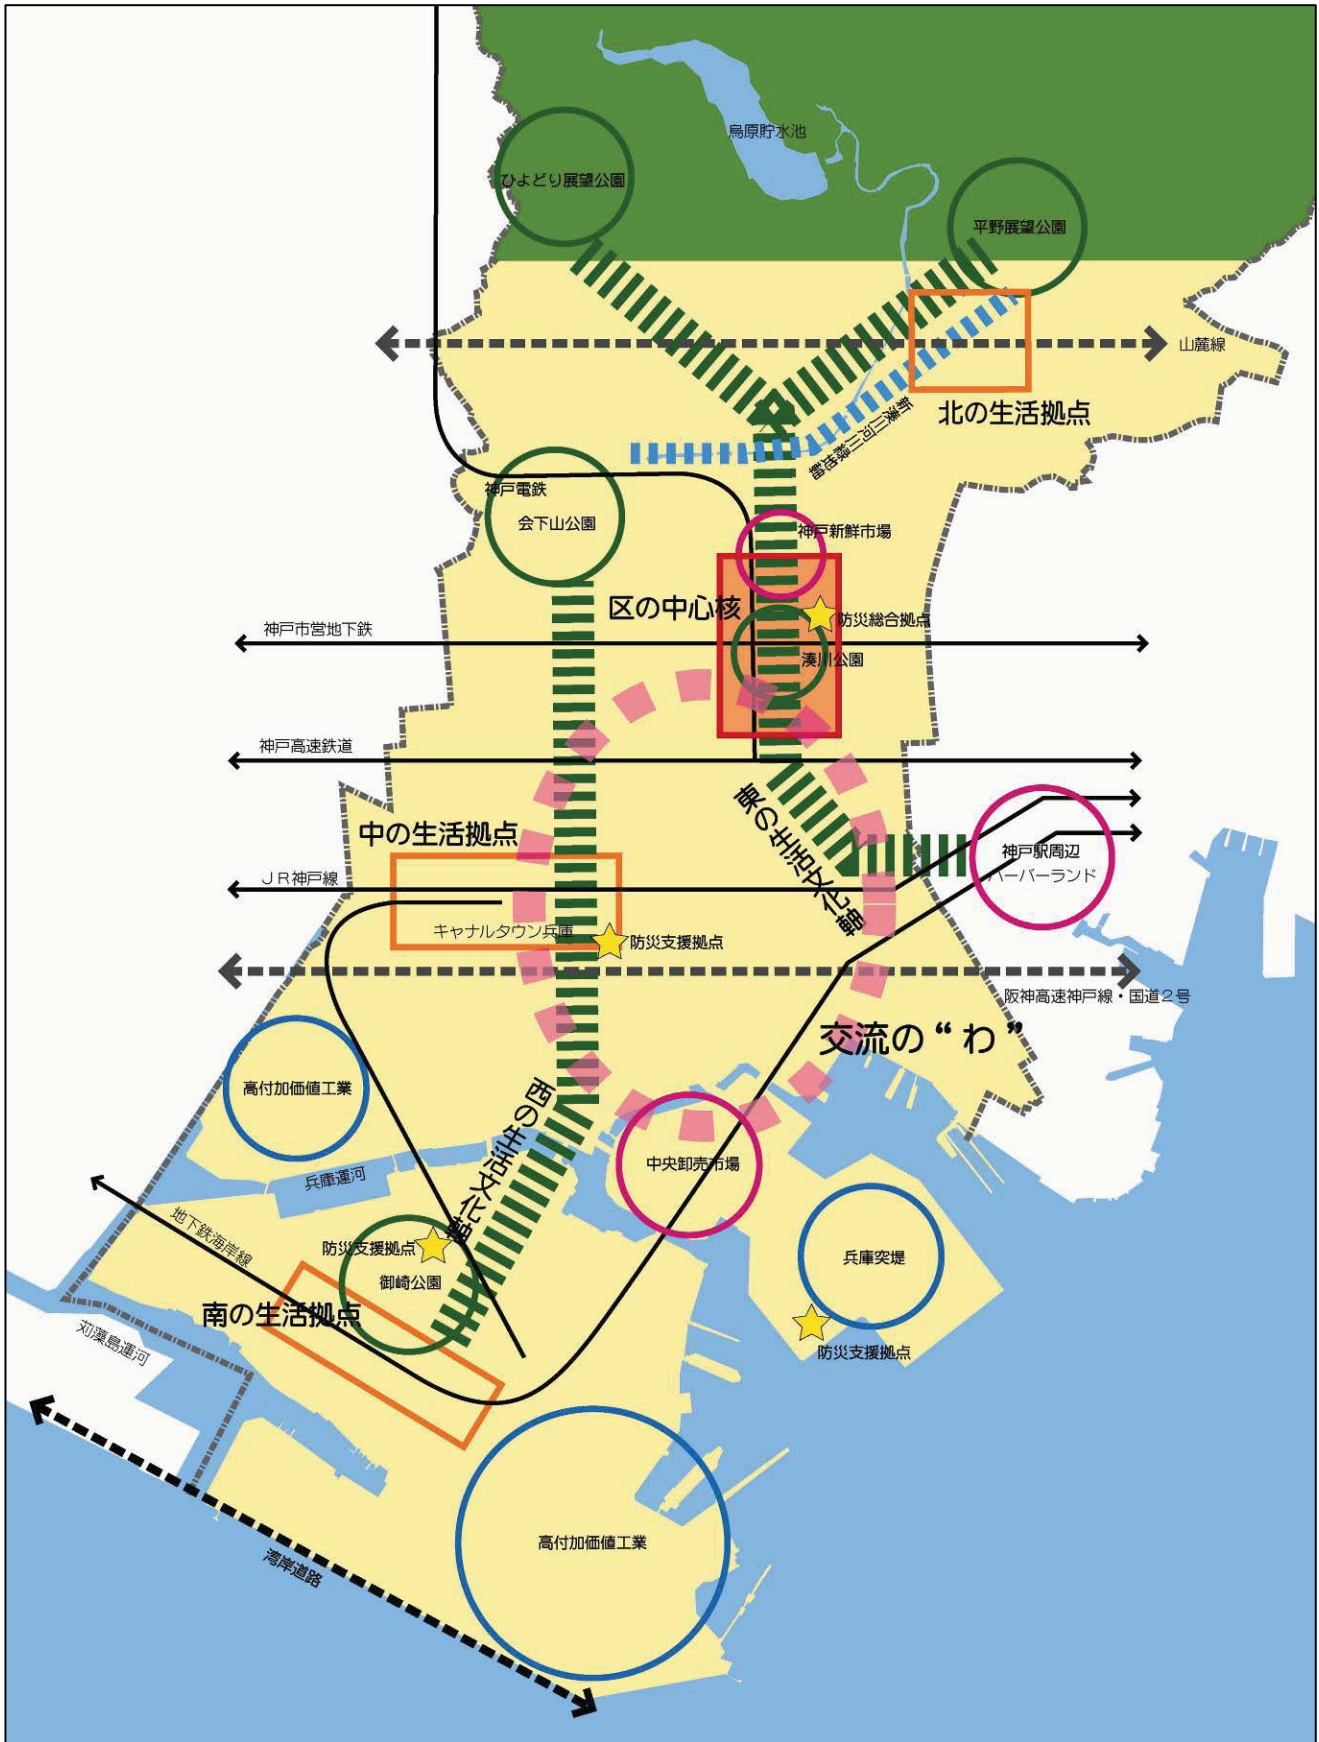 烏原貯水池
ひよどり展望公園
平野展望公園
山麓線
北の生活拠点
新湊川河川緑地軸
神戸電鉄
会下山公園
神戸新鮮市場
区の中心核
防災総合拠点
神戸市営地下鉄
湊川公園
神戸高速鉄道
東の生活文化軸
中の生活拠点
神戸駅周辺
ハーバーランド
JR神戸線
キャナルタウン兵庫
防災支援拠点
阪神高速神戸線・国道2号
交流の“わ”
高付加価値工業
西の生活文化軸
中央卸売市場
兵庫運河
地下鉄海岸線
防災支援拠点
御崎公園
兵庫突堤
南の生活拠点
苅藻島運河
防災支援拠点
高付加価値工業
湾岸道路